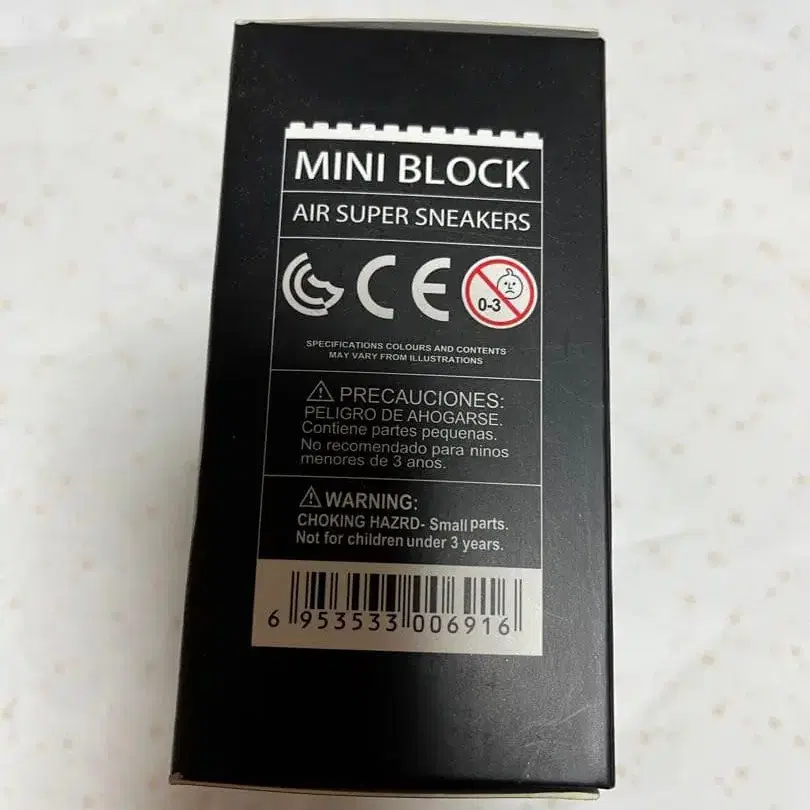 MINI BLOCK
AIR SUPER SNEAKERS
CE
0-3
SPECIFICATIONS COLOURS AND CONTENTS
MAY VARY FROM ILLUSTRATIONS
PRECAUCIONES:
PELIGRO DE AHOGARSE.
Contiene partes pequenas.
No recomendado para ninos
menores de 3 anos.
WARNING:
CHOKING HAZRD- Small parts.
Not for children under 3 years.
6 953533 006916